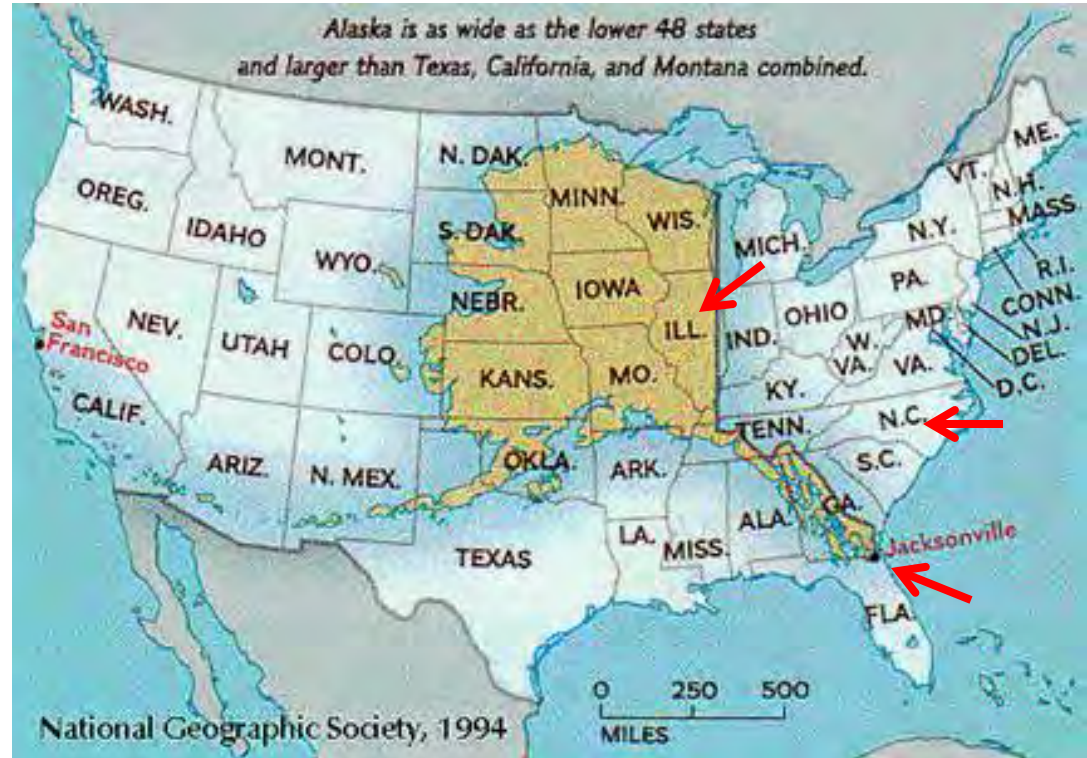 Alaska is as wide as the lower 48 states
and larger than Texas, California, and Montana combined.
WASH.
MONT.
N. DAK.
MINN.
ME.
VT.
N.H.
MASS.
OREG.
IDAHO
S. DAK.
WIS.
MICH.
N.Y.
R.I.
CONN.
WYO.
NEBR.
IOWA
PA.
N.J.
San
Francisco
NEV.
UTAH
COLO.
ILL.
IND.
OHIO
MD.
DEL.
D.C.
W.
VA.
VA.
KANS.
MO.
KY.
CALIF.
ARIZ.
N. MEX.
OKLA.
ARK.
TENN.
N.C.
S.C.
TEXAS
LA.
MISS.
ALA.
GA.
Jacksonville
FLA.
0 250 500
MILES
National Geographic Society, 1994